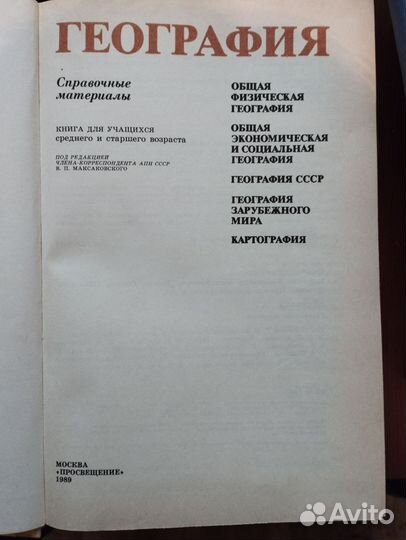 ГЕОГРАФИЯ
Справочные
материалы
КНИГА ДЛЯ УЧАЩИХСЯ
среднего и старшего возраста
ПОД РЕДАКЦИЕЙ
ЧЛЕНА-КОРРЕСПОНДЕНТА АПН СССР
В. П. МАКСАКОВСКОГО
ОБЩАЯ
ФИЗИЧЕСКАЯ
ГЕОГРАФИЯ
ОБЩАЯ
ЭКОНОМИЧЕСКАЯ
И СОЦИАЛЬНАЯ
ГЕОГРАФИЯ
ГЕОГРАФИЯ СССР
ГЕОГРАФИЯ
ЗАРУБЕЖНОГО
МИРА
КАРТОГРАФИЯ
МОСКВА
«ПРОСВЕЩЕНИЕ»
1989
Avito